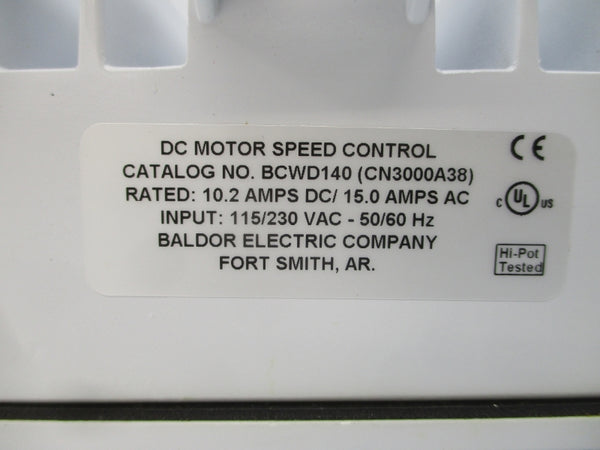 DC MOTOR SPEED CONTROL
CATALOG NO. BCWD140 (CN3000A38)
RATED: 10.2 AMPS DC/ 15.0 AMPS AC
INPUT: 115/230 VAC - 50/60 Hz
BALDOR ELECTRIC COMPANY
FORT SMITH, AR.
CE
c UL US
Hi-Pot
Tested